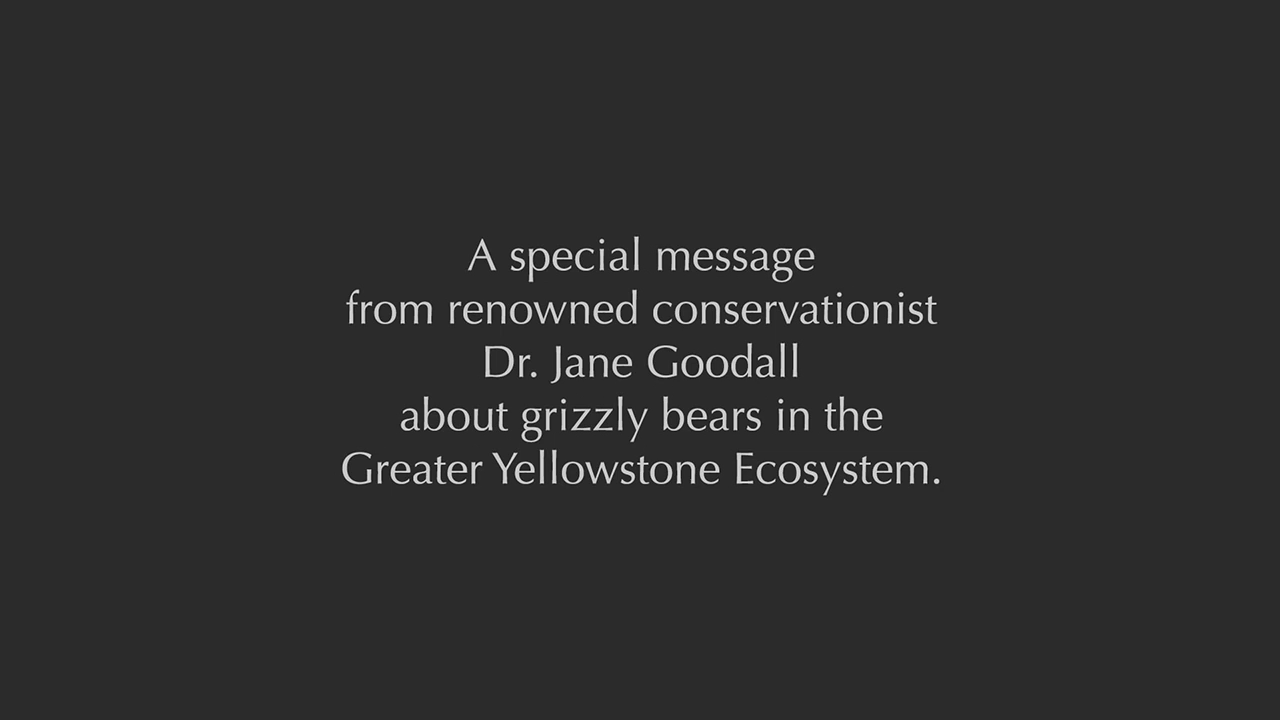 A special message
from renowned conservationist
Dr. Jane Goodall
about grizzly bears in the
Greater Yellowstone Ecosystem.